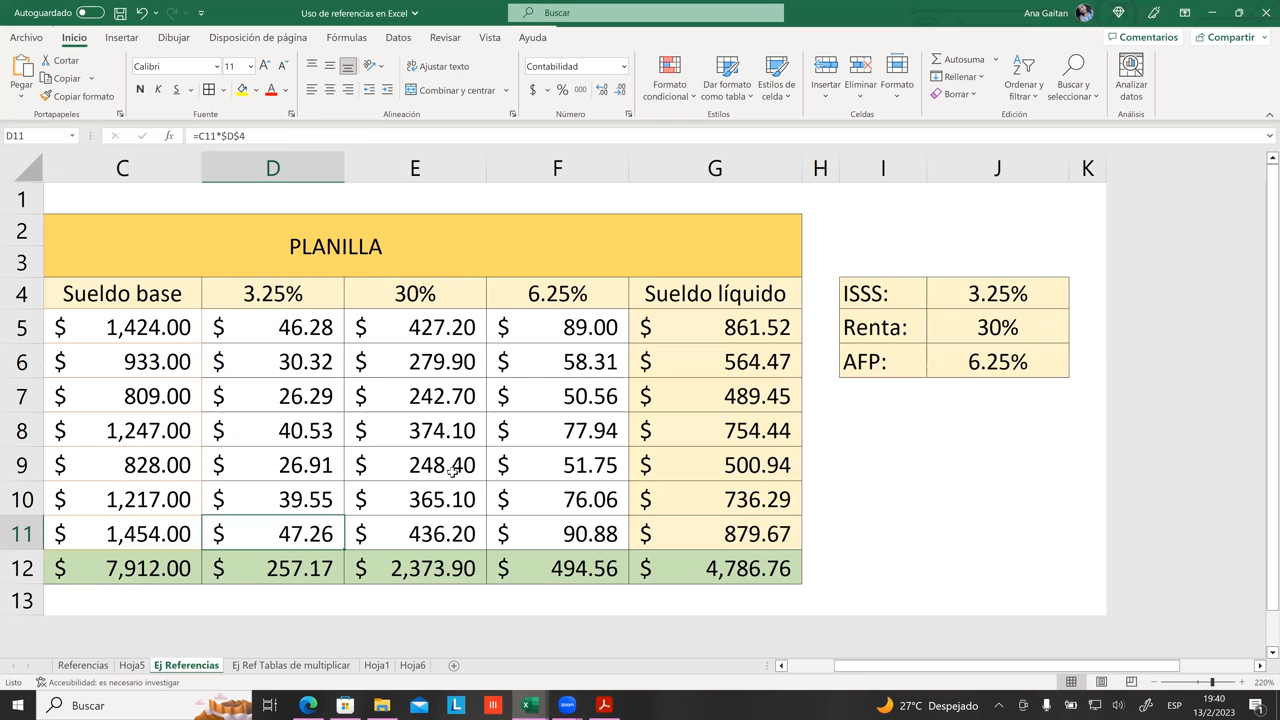 Autoguardado
Uso de referencias en Excel
Buscar
Ana Gaitan
Archivo Inicio Insertar Dibujar Disposición de página Fórmulas Datos Revisar Vista Ayuda
Comentarios Compartir
Pegar
Cortar
Copiar
Copiar formato
Calibri 11
N K S
Ajustar texto
Combinar y centrar
Contabilidad
$ % 000
Formato condicional
Dar formato como tabla
Estilos de celda
Insertar Eliminar Formato
Autosuma
Rellenar
Borrar
Ordenar y filtrar
Buscar y seleccionar
Analizar datos
Portapapeles Fuente Alineación Número Estilos Celdas Edición Análisis
D11 fx =C11*$D$4
C D E F G H I J K
1
2
PLANILLA
3
4 Sueldo base 3.25% 30% 6.25% Sueldo líquido ISSS: 3.25%
5 $ 1,424.00 $ 46.28 $ 427.20 $ 89.00 $ 861.52 Renta: 30%
6 $ 933.00 $ 30.32 $ 279.90 $ 58.31 $ 564.47 AFP: 6.25%
7 $ 809.00 $ 26.29 $ 242.70 $ 50.56 $ 489.45
8 $ 1,247.00 $ 40.53 $ 374.10 $ 77.94 $ 754.44
9 $ 828.00 $ 26.91 $ 248.40 $ 51.75 $ 500.94
10 $ 1,217.00 $ 39.55 $ 365.10 $ 76.06 $ 736.29
11 $ 1,454.00 $ 47.26 $ 436.20 $ 90.88 $ 879.67
12 $ 7,912.00 $ 257.17 $ 2,373.90 $ 494.56 $ 4,786.76
13
Referencias Hoja5 Ej Referencias Ej Ref Tablas de multiplicar Hoja1 Hoja6
Listo Accesibilidad: es necesario investigar 220%
Buscar
27°C Despejado
ESP
19:40
13/2/2023